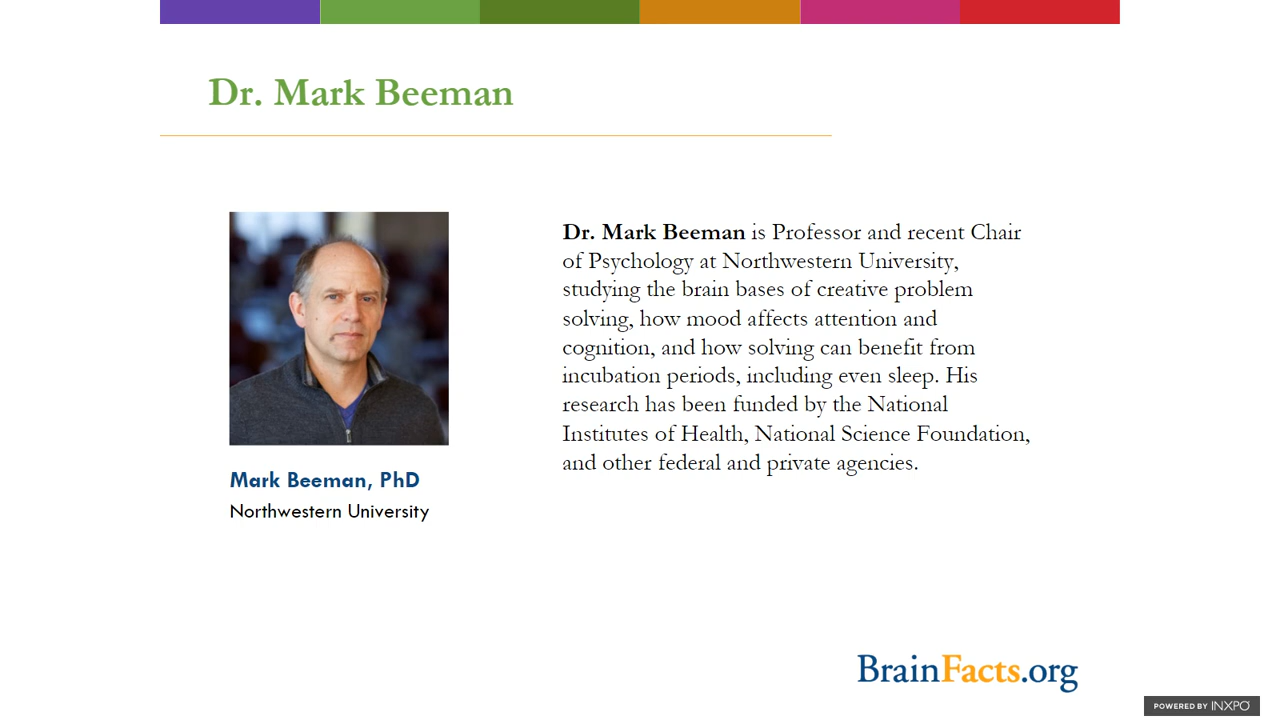 Dr. Mark Beeman
Dr. Mark Beeman is Professor and recent Chair
of Psychology at Northwestern University,
studying the brain bases of creative problem
solving, how mood affects attention and
cognition, and how solving can benefit from
incubation periods, including even sleep. His
research has been funded by the National
Institutes of Health, National Science Foundation,
and other federal and private agencies.
Mark Beeman, PhD
Northwestern University
BrainFacts.org
POWERED BY INXPO